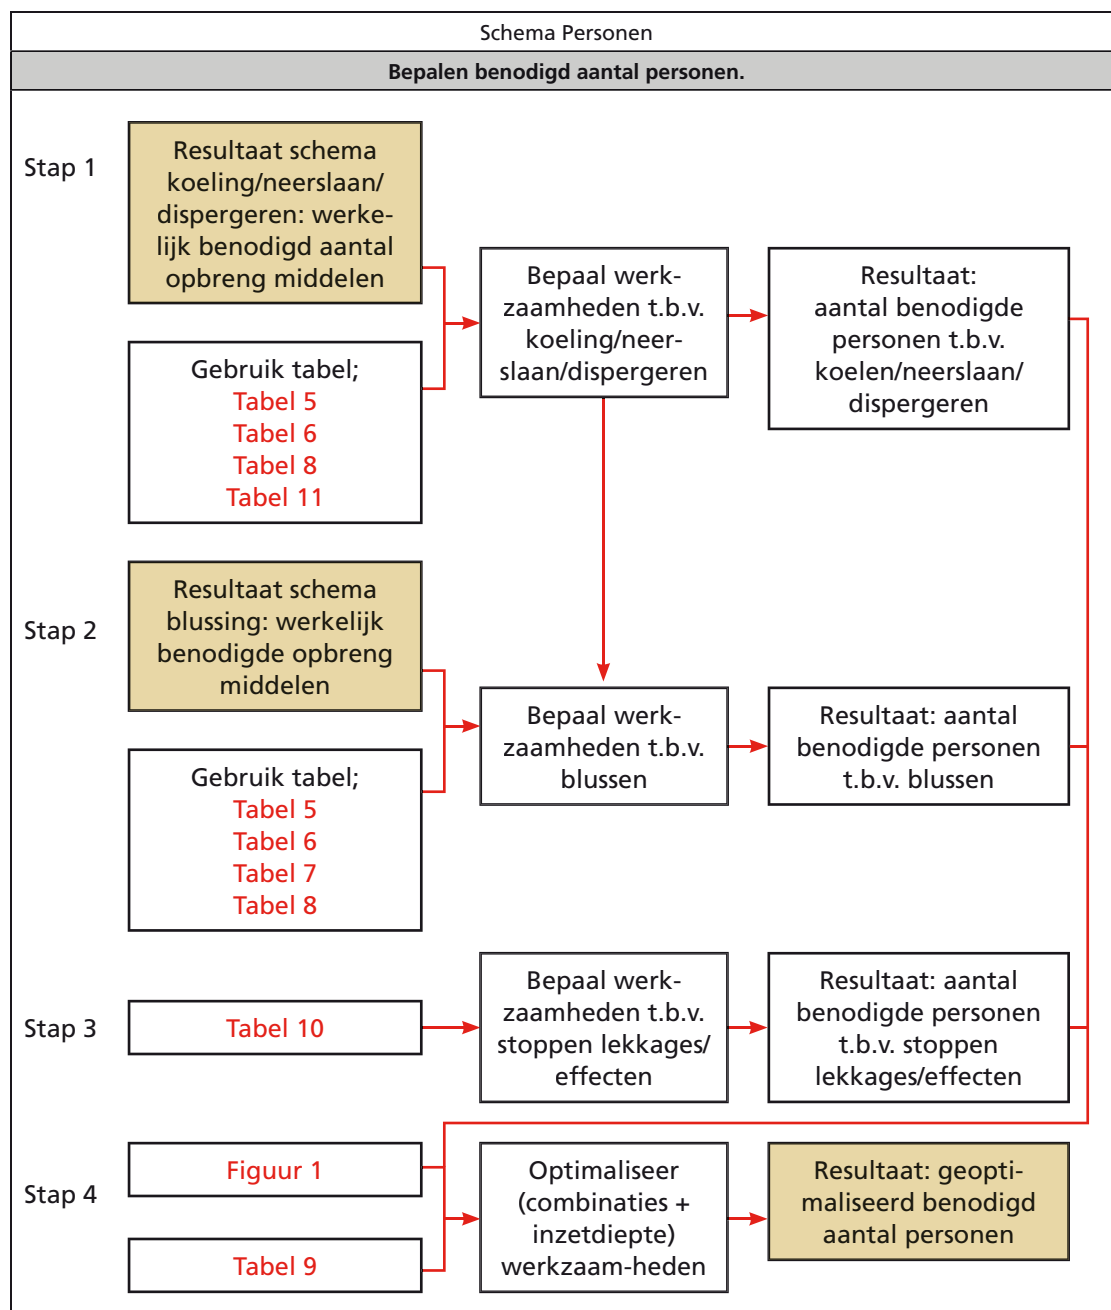 Schema Personen
Bepalen benodigd aantal personen.
Stap 1
Resultaat schema
koeling/neerslaan/
dispergeren: werke-
lijk benodigd aantal
opbreng middelen
Gebruik tabel;
Tabel 5
Tabel 6
Tabel 8
Tabel 11
Bepaal werk-
zaamheden t.b.v.
koeling/neer-
slaan/dispergeren
Resultaat:
aantal benodigde
personen t.b.v.
koelen/neerslaan/
dispergeren
Stap 2
Resultaat schema
blussing: werkelijk
benodigde opbreng
middelen
Gebruik tabel;
Tabel 5
Tabel 6
Tabel 7
Tabel 8
Bepaal werk-
zaamheden t.b.v.
blussen
Resultaat: aantal
benodigde personen
t.b.v. blussen
Stap 3
Tabel 10
Bepaal werk-
zaamheden t.b.v.
stoppen lekkages/
effecten
Resultaat: aantal
benodigde personen
t.b.v. stoppen
lekkages/effecten
Stap 4
Figuur 1
Tabel 9
Optimaliseer
(combinaties +
inzetdiepte)
werkzaam-heden
Resultaat: geopti-
maliseerd benodigd
aantal personen